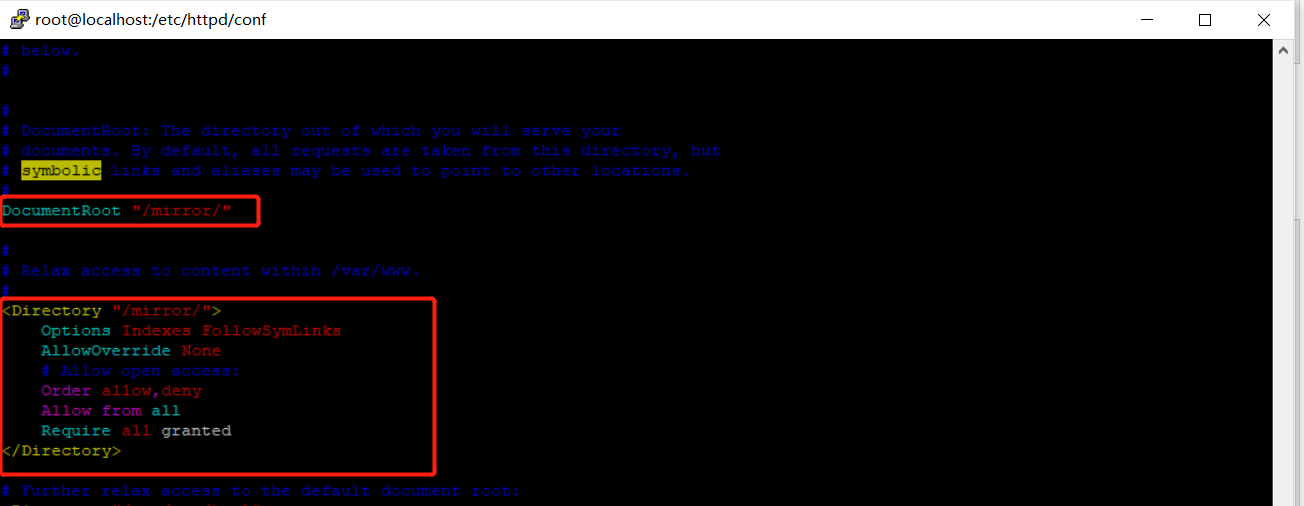 root@localhost:/etc/httpd/conf
# below.
#
#
# DocumentRoot: The directory out of which you will serve your
# documents. By default, all requests are taken from this directory, but
# symbolic links and aliases may be used to point to other locations.
#
DocumentRoot "/mirror/"
#
# Relax access to content within /var/www.
#
<Directory "/mirror/">
    Options Indexes FollowSymLinks
    AllowOverride None
    # Allow open access:
    Order allow,deny
    Allow from all
    Require all granted
</Directory>
# Further relax access to the default document root: